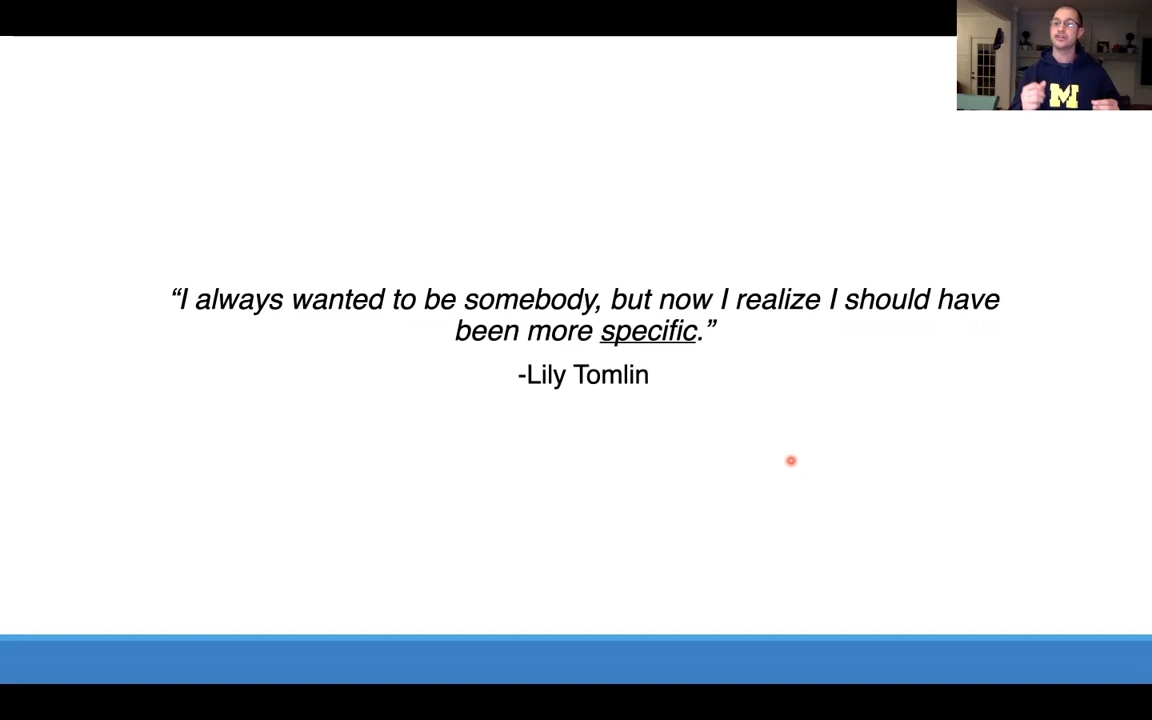 “I always wanted to be somebody, but now I realize I should have
been more specific.”
-Lily Tomlin
M